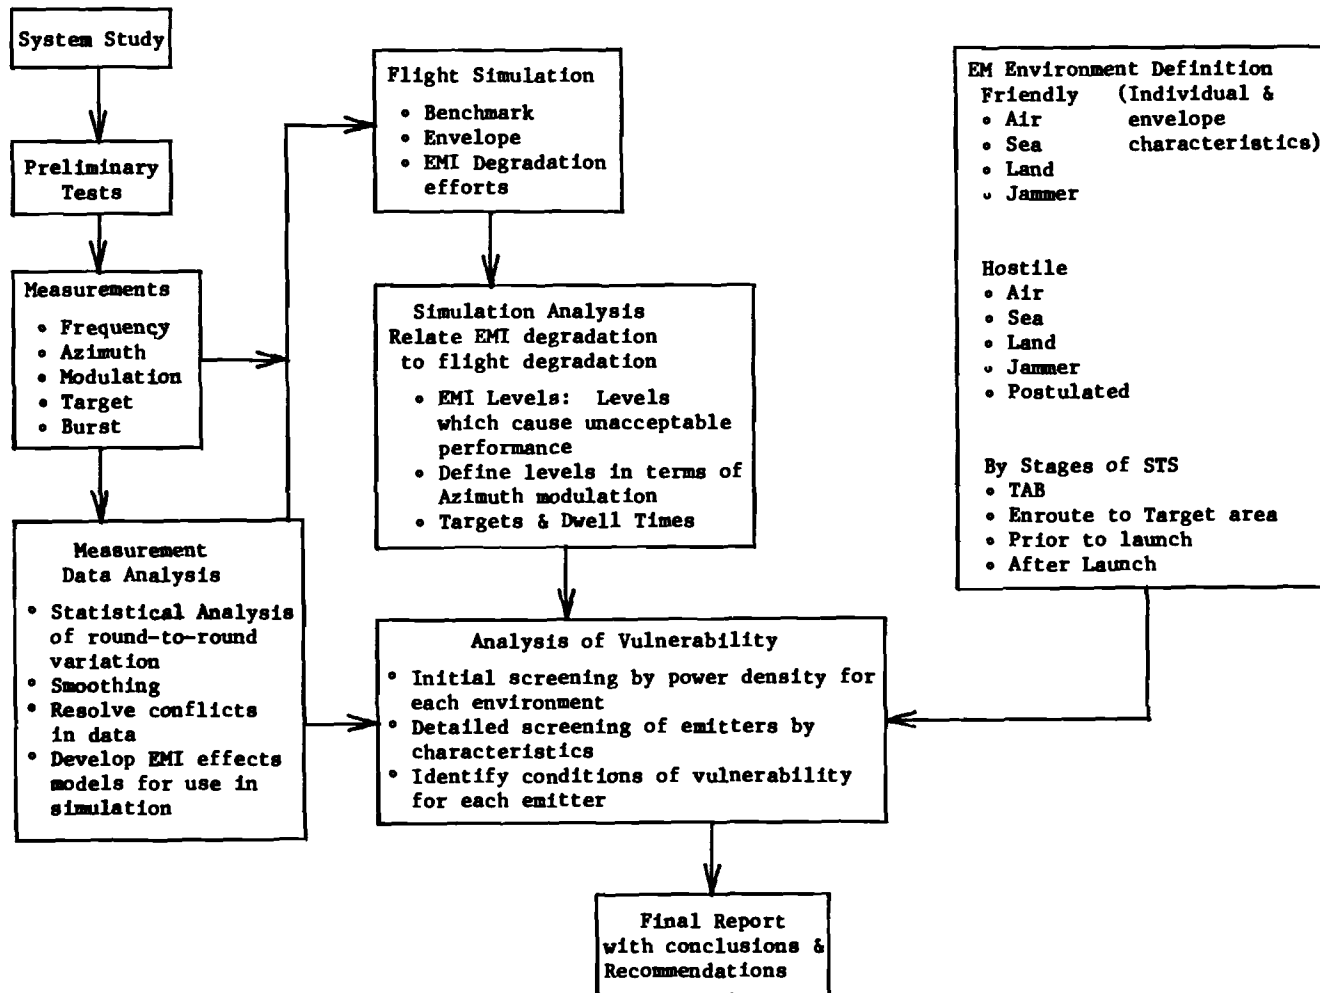 System Study
Preliminary
Tests
Measurements
• Frequency
• Azimuth
• Modulation
• Target
• Burst
Measurement
Data Analysis
• Statistical Analysis
of round-to-round
variation
• Smoothing
• Resolve conflicts
in data
• Develop EMI effects
models for use in
simulation
Flight Simulation
• Benchmark
• Envelope
• EMI Degradation
efforts
Simulation Analysis
Relate EMI degradation
to flight degradation
• EMI Levels: Levels
which cause unacceptable
performance
• Define levels in terms of
Azimuth modulation
• Targets & Dwell Times
Analysis of Vulnerability
• Initial screening by power density for
each environment
• Detailed screening of emitters by
characteristics
• Identify conditions of vulnerability
for each emitter
EM Environment Definition
Friendly (Individual &
• Air envelope
• Sea characteristics)
• Land
• Jammer
Hostile
• Air
• Sea
• Land
• Jammer
• Postulated
By Stages of STS
• TAB
• Enroute to Target area
• Prior to launch
• After Launch
Final Report
with conclusions &
Recommendations